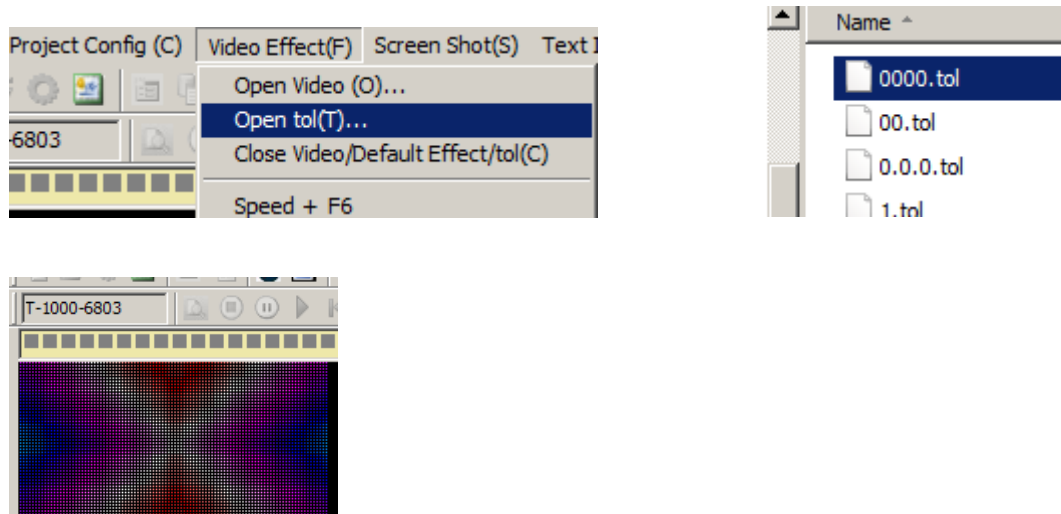 Project Config (C) Video Effect(F) Screen Shot(S) Text
Open Video (O)...
Open tol(T)...
-6803
Close Video/Default Effect/tol(C)
Speed + F6
Name
0000.tol
00.tol
0.0.0.tol
1.tol
T-1000-6803